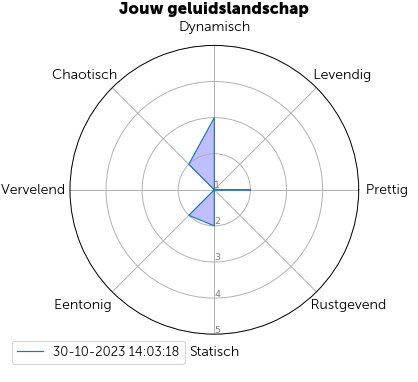 Jouw geluidslandschap
Dynamisch
Chaotisch
Levendig
Vervelend
Prettig
1
2
3
4
5
Eentonig
Rustgevend
30-10-2023 14:03:18
Statisch